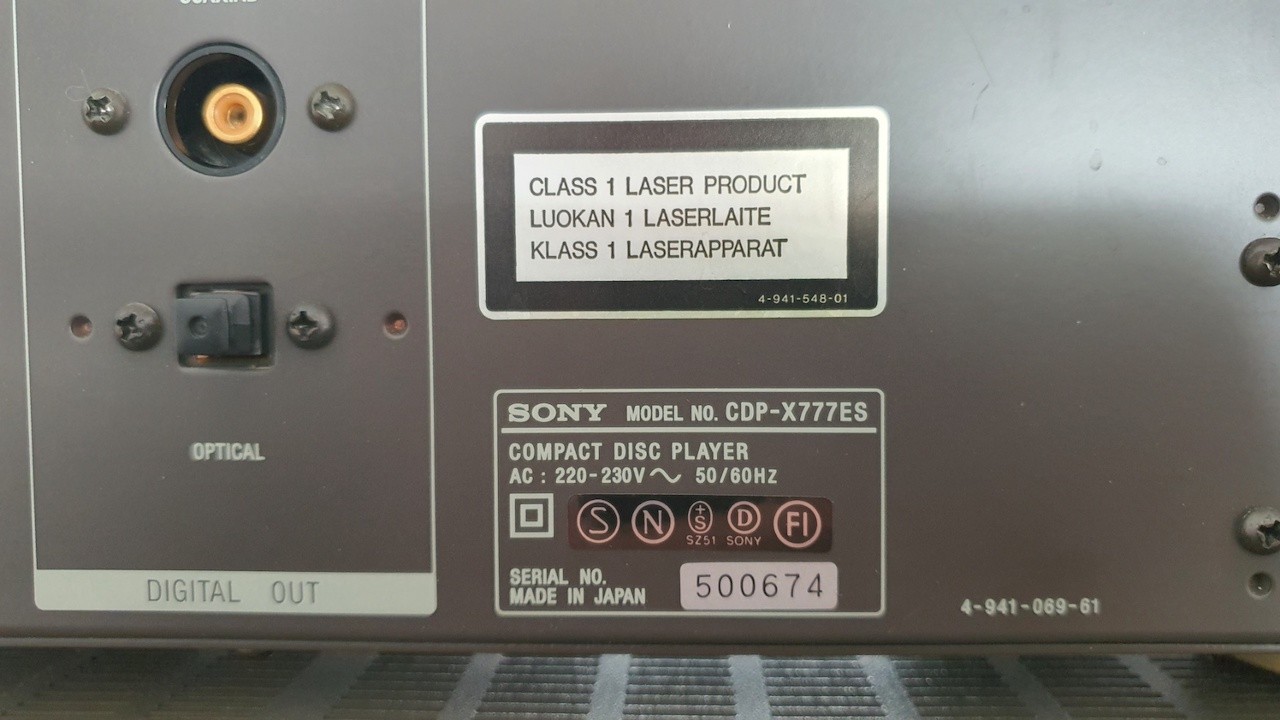 COAXIAL
OPTICAL
DIGITAL OUT
CLASS 1 LASER PRODUCT
LUOKAN 1 LASERLAITE
KLASS 1 LASERAPPARAT
4-941-548-01
SONY MODEL NO. CDP-X777ES
COMPACT DISC PLAYER
AC : 220-230V ~ 50/60Hz
S N +S D FI
SZ51 SONY
SERIAL NO. 500674
MADE IN JAPAN
4-941-069-61